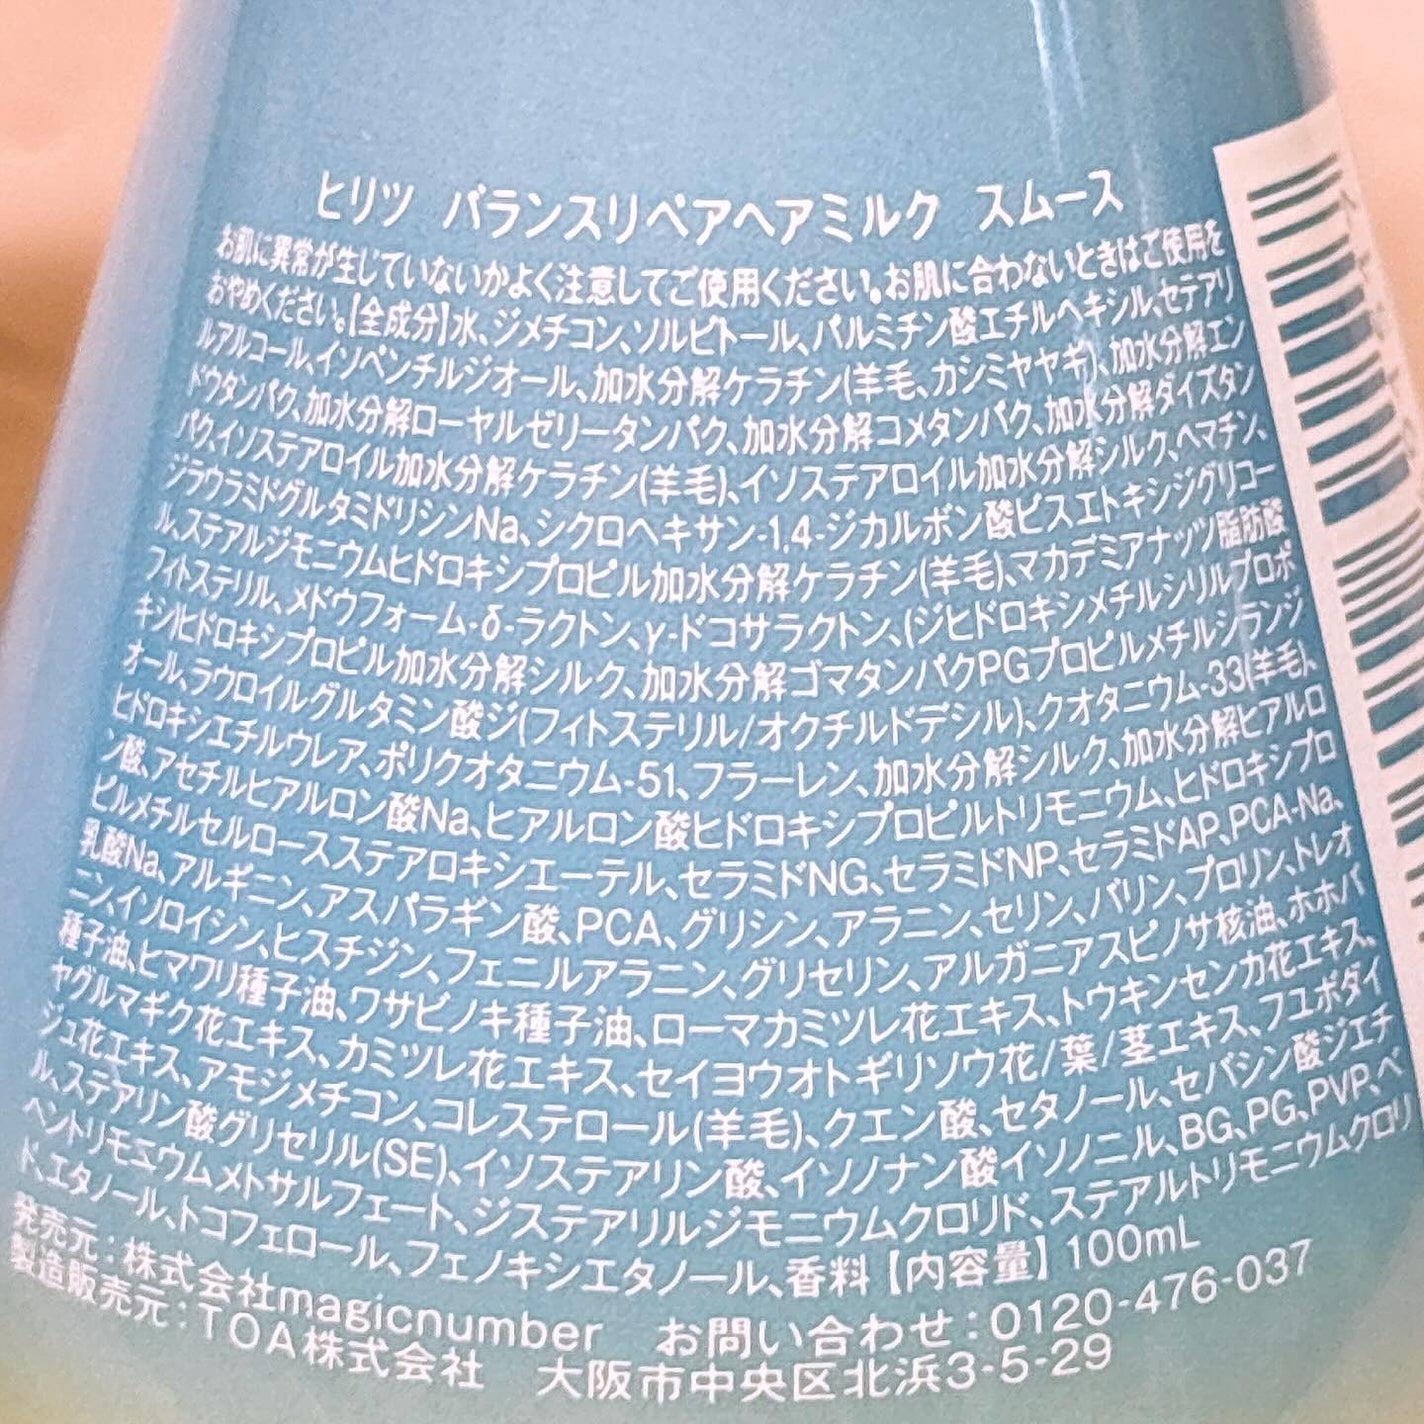 ヒリツ バランスリペアヘアミルク スムース
お肌に異常が生じていないかよく注意してご使用ください。お肌に合わないときはご使用を
おやめください。【全成分】水、ジメチコン、ソルビトール、パルミチン酸エチルヘキシル、セテアリ
ルアルコール、イソペンチルジオール、加水分解ケラチン(羊毛、カシミヤヤギ)、加水分解エン
ドウタンパク、加水分解ローヤルゼリータンパク、加水分解コメタンパク、加水分解ダイズタン
パク、イソステアロイル加水分解ケラチン(羊毛)、イソステアロイル加水分解シルク、ヘマチン、
ジラウラミドグルタミドリシンNa、シクロヘキサン-1,4-ジカルボン酸ビスエトキシジグリコー
ル、ステアルジモニウムヒドロキシプロピル加水分解ケラチン(羊毛)、マカデミアナッツ脂肪酸
フィトステリル、メドウフォーム-δ-ラクトン、γ-ドコサラクトン、(ジヒドロキシメチルシリルプロポ
キシ)ヒドロキシプロピル加水分解シルク、加水分解ゴマタンパクPGプロピルメチルシランジ
オール、ラウロイルグルタミン酸ジ(フィトステリル/オクチルドデシル)、クオタニウム-33(羊毛)、
ヒドロキシエチルウレア、ポリクオタニウム-51、フラーレン、加水分解シルク、加水分解ヒアルロ
ン酸、アセチルヒアルロン酸Na、ヒアルロン酸ヒドロキシプロピルトリモニウム、ヒドロキシプロ
ピルメチルセルロースステアロキシエーテル、セラミドNG、セラミドNP、セラミドAP、PCA-Na、
乳酸Na、アルギニン、アスパラギン酸、PCA、グリシン、アラニン、セリン、バリン、プロリン、トレオ
ニン、イソロイシン、ヒスチジン、フェニルアラニン、グリセリン、アルガニアスピノサ核油、ホホバ
種子油、ヒマワリ種子油、ワサビノキ種子油、ローマカミツレ花エキス、トウキンセンカ花エキス、
ヤグルマギク花エキス、カミツレ花エキス、セイヨウオトギリソウ花/葉/茎エキス、フユボダイ
ジュ花エキス、アモジメチコン、コレステロール(羊毛)、クエン酸、セタノール、セバシン酸ジエチ
ル、ステアリン酸グリセリル(SE)、イソステアリン酸、イソノナン酸イソノニル、BG、PG、PVP、ベ
ヘントリモニウムメトサルフェート、ジステアリルジモニウムクロリド、ステアルトリモニウムクロリ
ド、エタノール、トコフェロール、フェノキシエタノール、香料【内容量】100mL
発売元:株式会社magicnumber お問い合わせ:0120-476-037
製造販売元:TOA株式会社 大阪市中央区北浜3-5-29